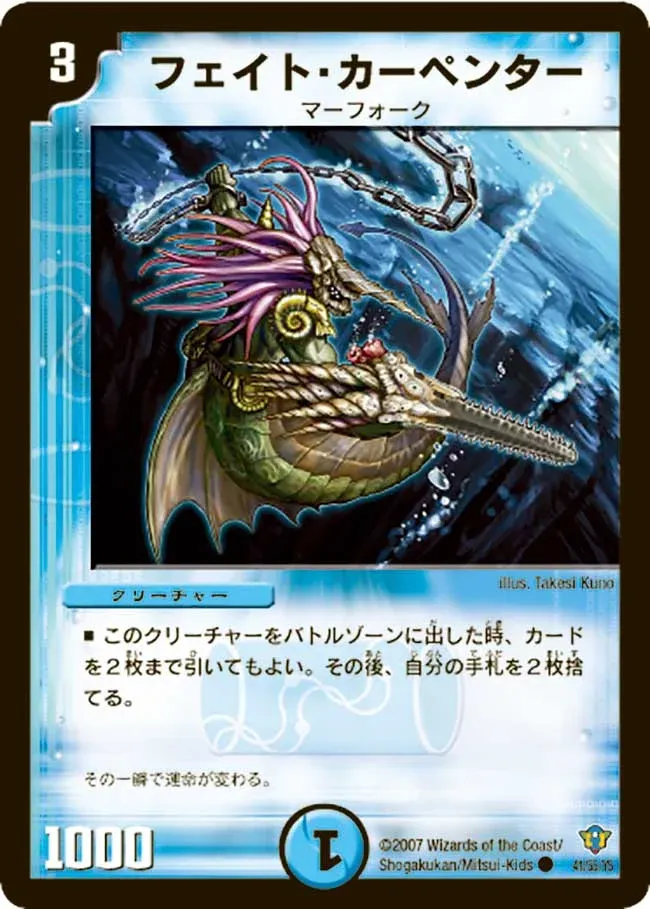 3
フェイト・カーペンター
マーフォーク
illus. Takesi Kuno
クリーチャー
■ このクリーチャーをバトルゾーンに出した時、カード
を2枚まで引いてもよい。その後、自分の手札を2枚捨
てる。
その一瞬で運命が変わる。
1000
1
©2007 Wizards of the Coast/
Shogakukan/Mitsui-Kids
41/55 Y5